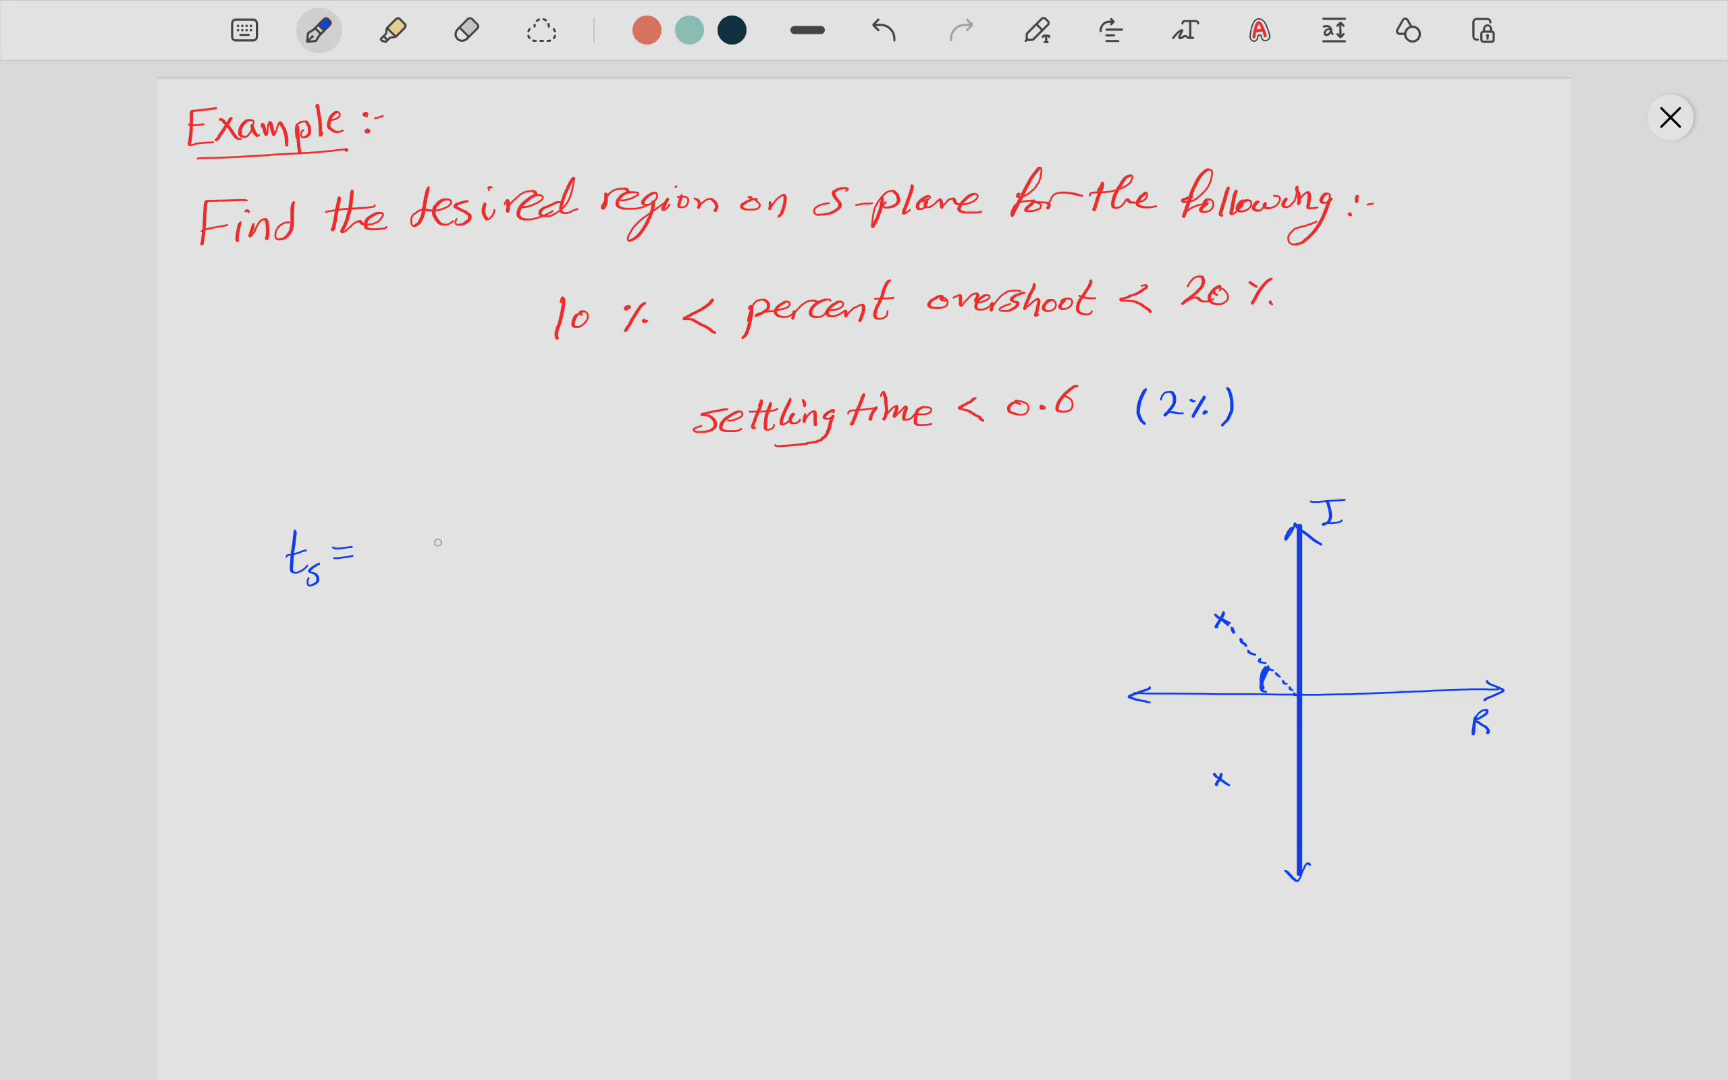 Example :-
Find the desired region on s-plane for the following :-
10 % < percent overshoot < 20 %
settling time < 0.6 (2%)
I
ts =
R